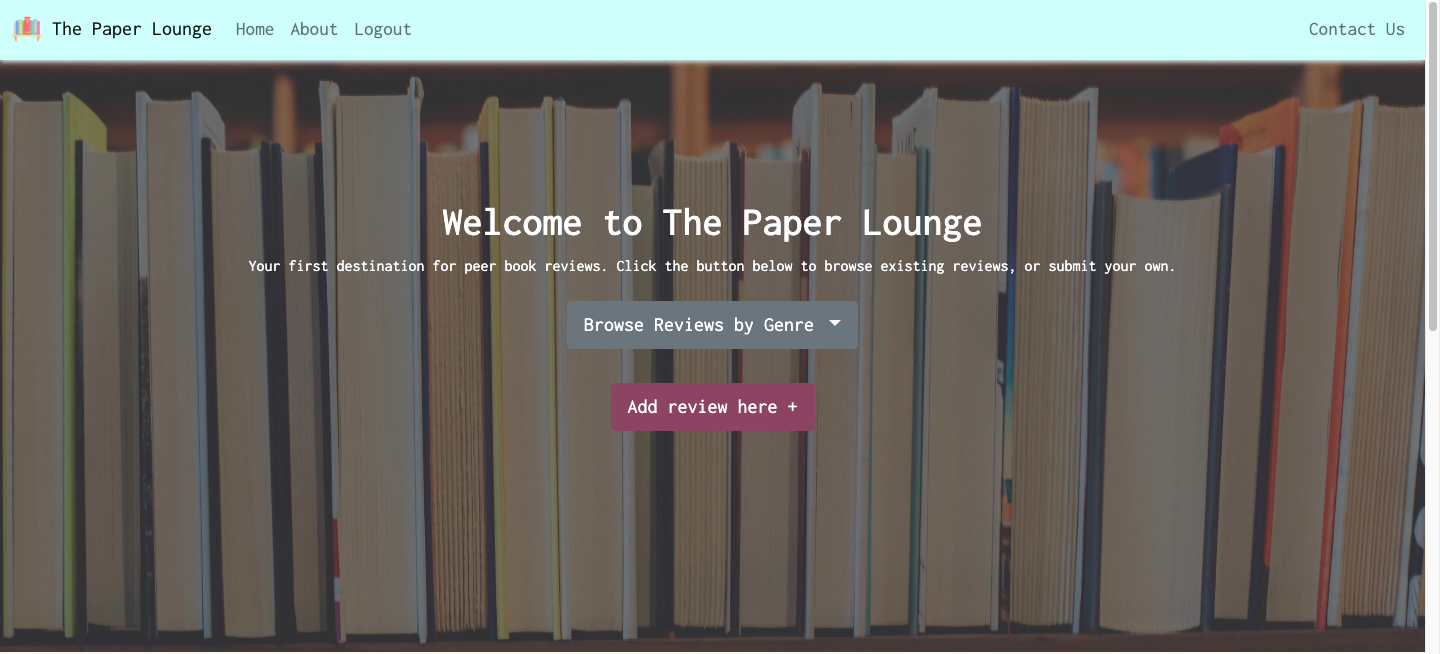 The Paper Lounge Home About Logout Contact Us
Welcome to The Paper Lounge
Your first destination for peer book reviews. Click the button below to browse existing reviews, or submit your own.
Browse Reviews by Genre
Add review here +